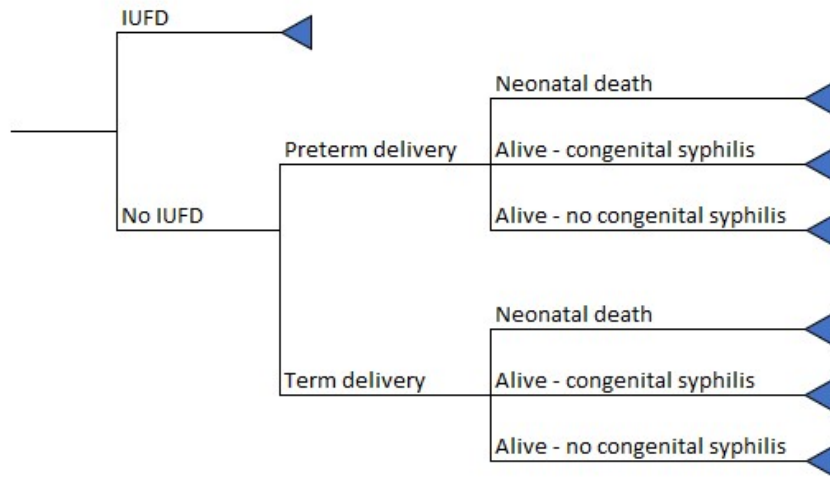 IUFD
Neonatal death
Preterm delivery
Alive - congenital syphilis
No IUFD
Alive - no congenital syphilis
Neonatal death
Term delivery
Alive - congenital syphilis
Alive - no congenital syphilis